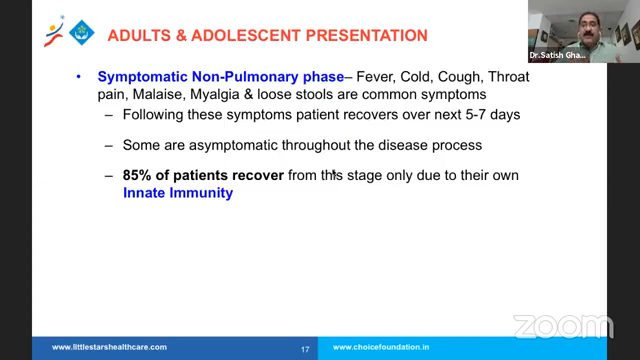 ADULTS & ADOLESCENT PRESENTATION
Dr.Satish Gha...
• Symptomatic Non-Pulmonary phase– Fever, Cold, Cough, Throat
pain, Malaise, Myalgia & loose stools are common symptoms
– Following these symptoms patient recovers over next 5-7 days
– Some are asymptomatic throughout the disease process
– 85% of patients recover from this stage only due to their own
Innate Immunity
www.littlestarshealthcare.com
17
www.choicefoundation.in
zoom